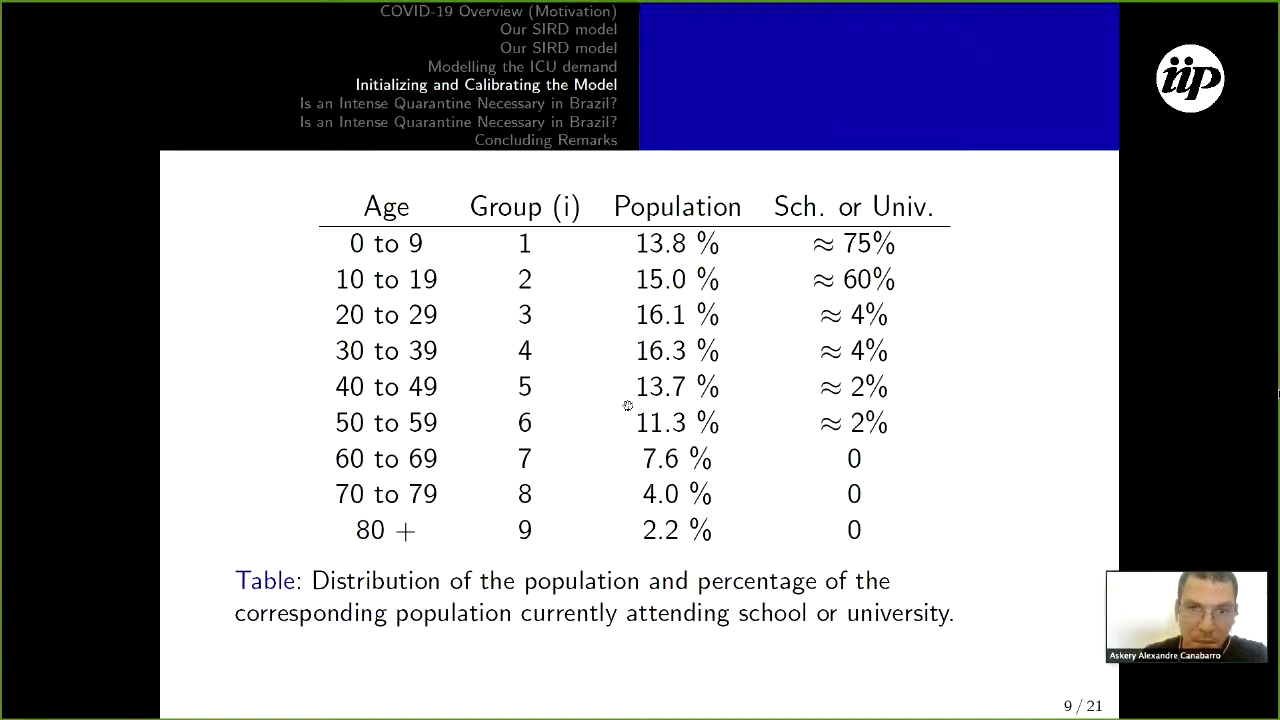 COVID-19 Overview (Motivation)
Our SIRD model
Our SIRD model
Modelling the ICU demand
Initializing and Calibrating the Model
Is an Intense Quarantine Necessary in Brazil?
Is an Intense Quarantine Necessary in Brazil?
Concluding Remarks
iip
Age Group (i) Population Sch. or Univ.
0 to 9 1 13.8 % ≈ 75%
10 to 19 2 15.0 % ≈ 60%
20 to 29 3 16.1 % ≈ 4%
30 to 39 4 16.3 % ≈ 4%
40 to 49 5 13.7 % ≈ 2%
50 to 59 6 11.3 % ≈ 2%
60 to 69 7 7.6 % 0
70 to 79 8 4.0 % 0
80 + 9 2.2 % 0
Table: Distribution of the population and percentage of the
corresponding population currently attending school or university.
Askery Alexandre Canabarro
9 / 21